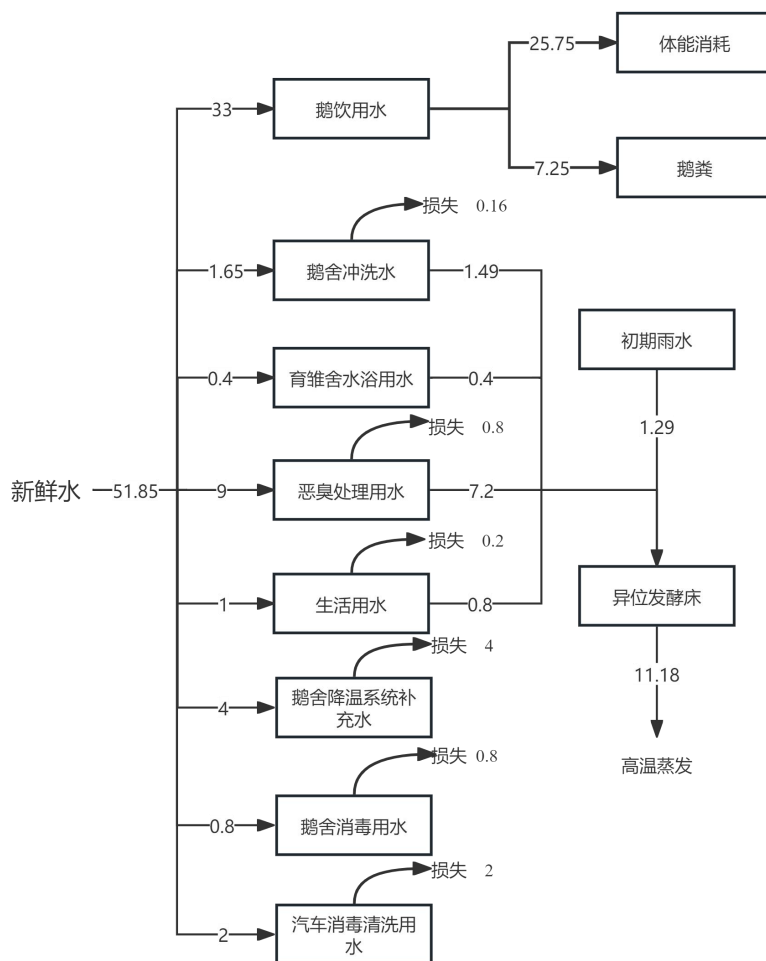 25.75
体能消耗
33
鹅饮用水
7.25
鹅粪
损失 0.16
1.65
鹅舍冲洗水
1.49
初期雨水
0.4
育雏舍水浴用水
0.4
1.29
损失 0.8
新鲜水
51.85
9
恶臭处理用水
7.2
损失 0.2
1
生活用水
0.8
异位发酵床
损失 4
11.18
4
鹅舍降温系统补
充水
损失 0.8
高温蒸发
0.8
鹅舍消毒用水
损失 2
2
汽车消毒清洗用
水